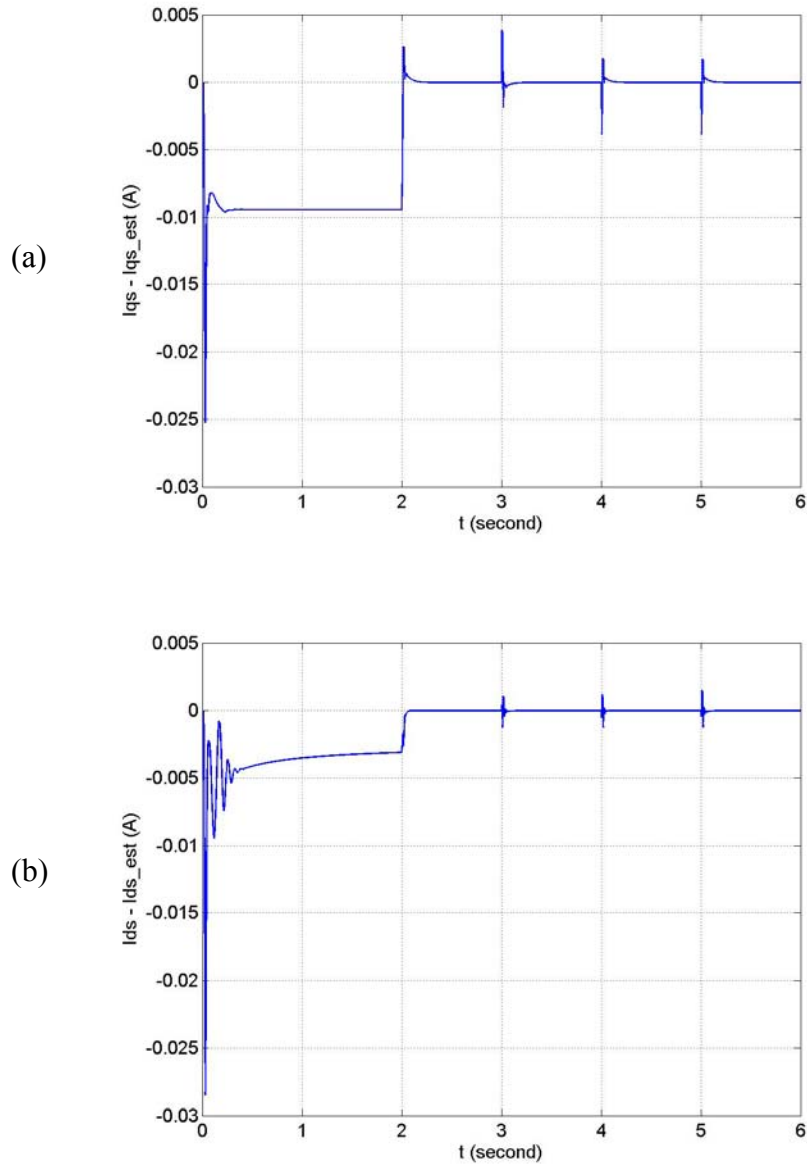 (a)
Iqs - Iqs_est (A)
0.005
0
-0.005
-0.01
-0.015
-0.02
-0.025
-0.03
0 1 2 3 4 5 6
t (second)
(b)
Ids - Ids_est (A)
0.005
0
-0.005
-0.01
-0.015
-0.02
-0.025
-0.03
0 1 2 3 4 5 6
t (second)